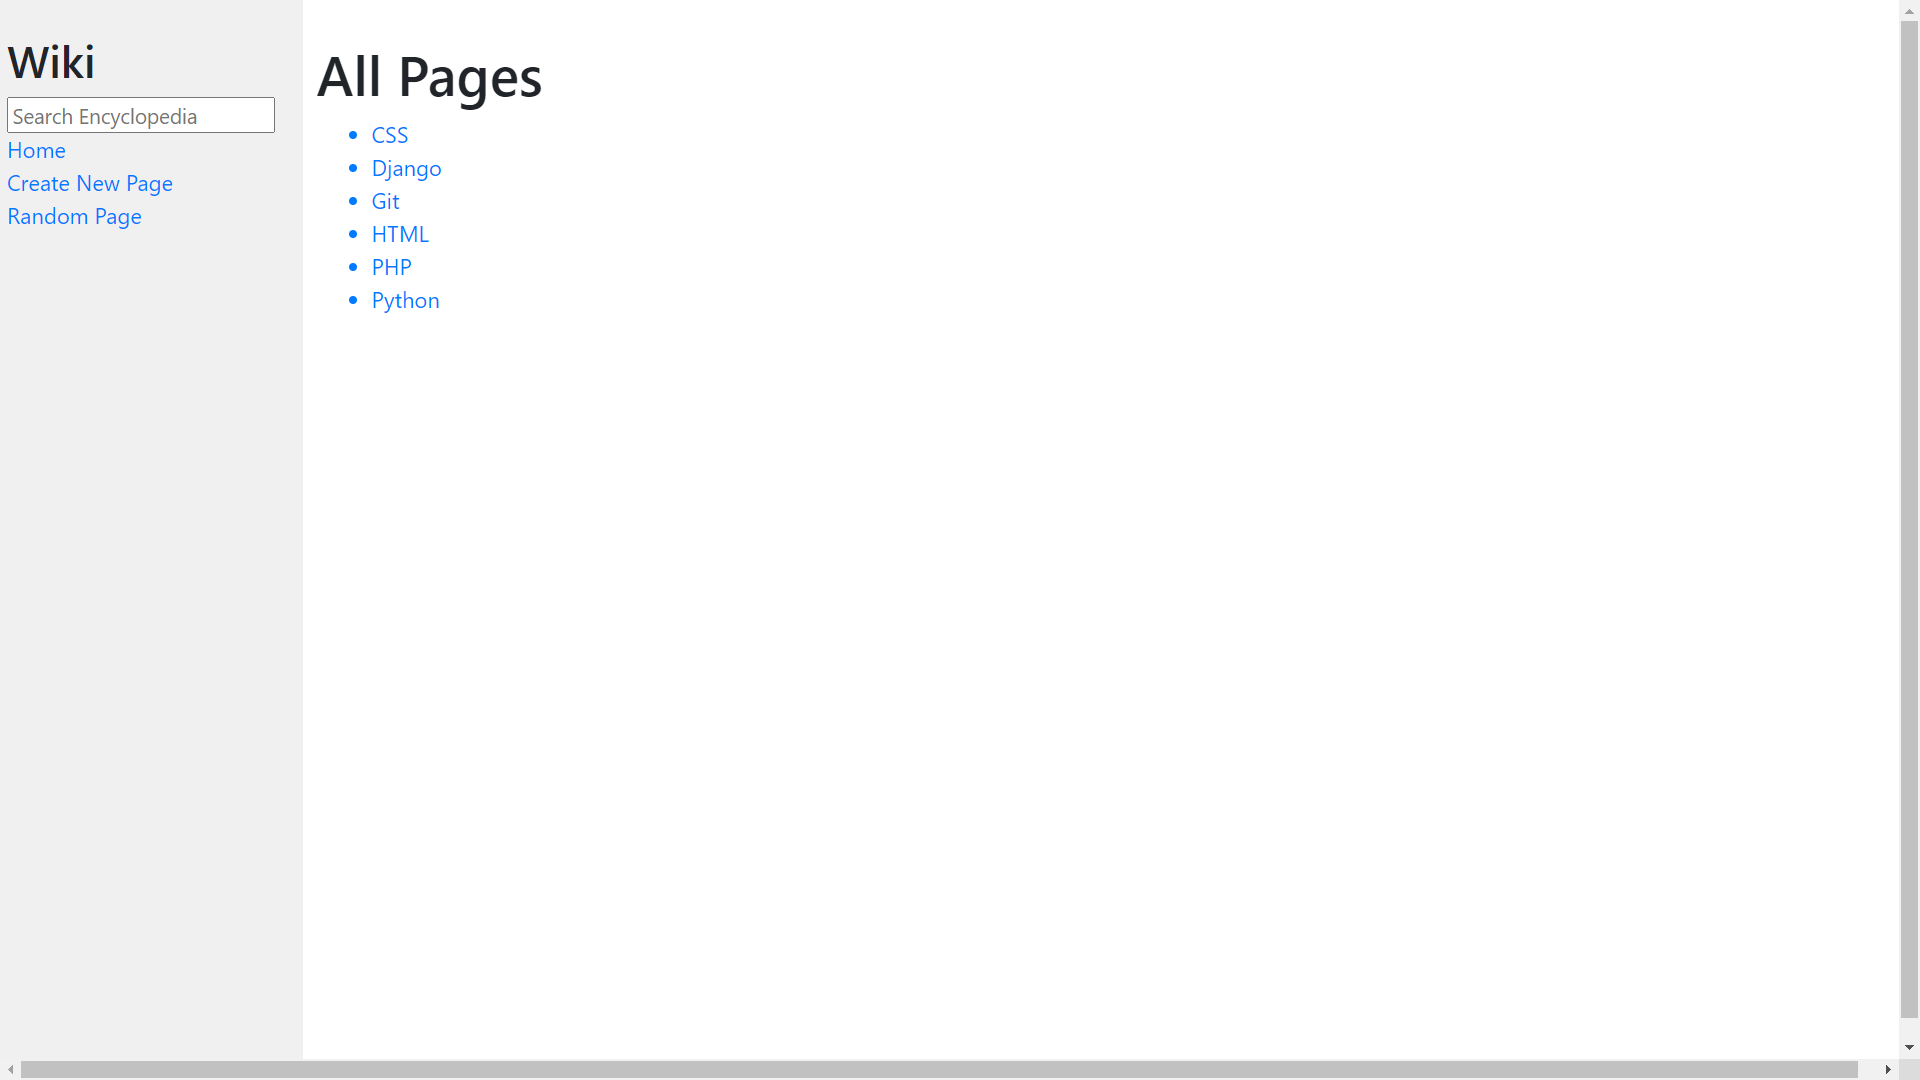 Wiki
Search Encyclopedia
Home
Create New Page
Random Page
All Pages
CSS
Django
Git
HTML
PHP
Python